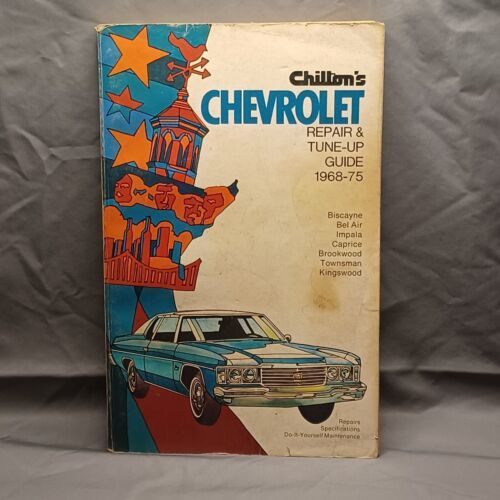 Chilton's
CHEVROLET
REPAIR &
TUNE-UP
GUIDE
1968-75
Biscayne
Bel Air
Impala
Caprice
Brookwood
Townsman
Kingswood
Repairs
Specifications
Do-It-Yourself Maintenance